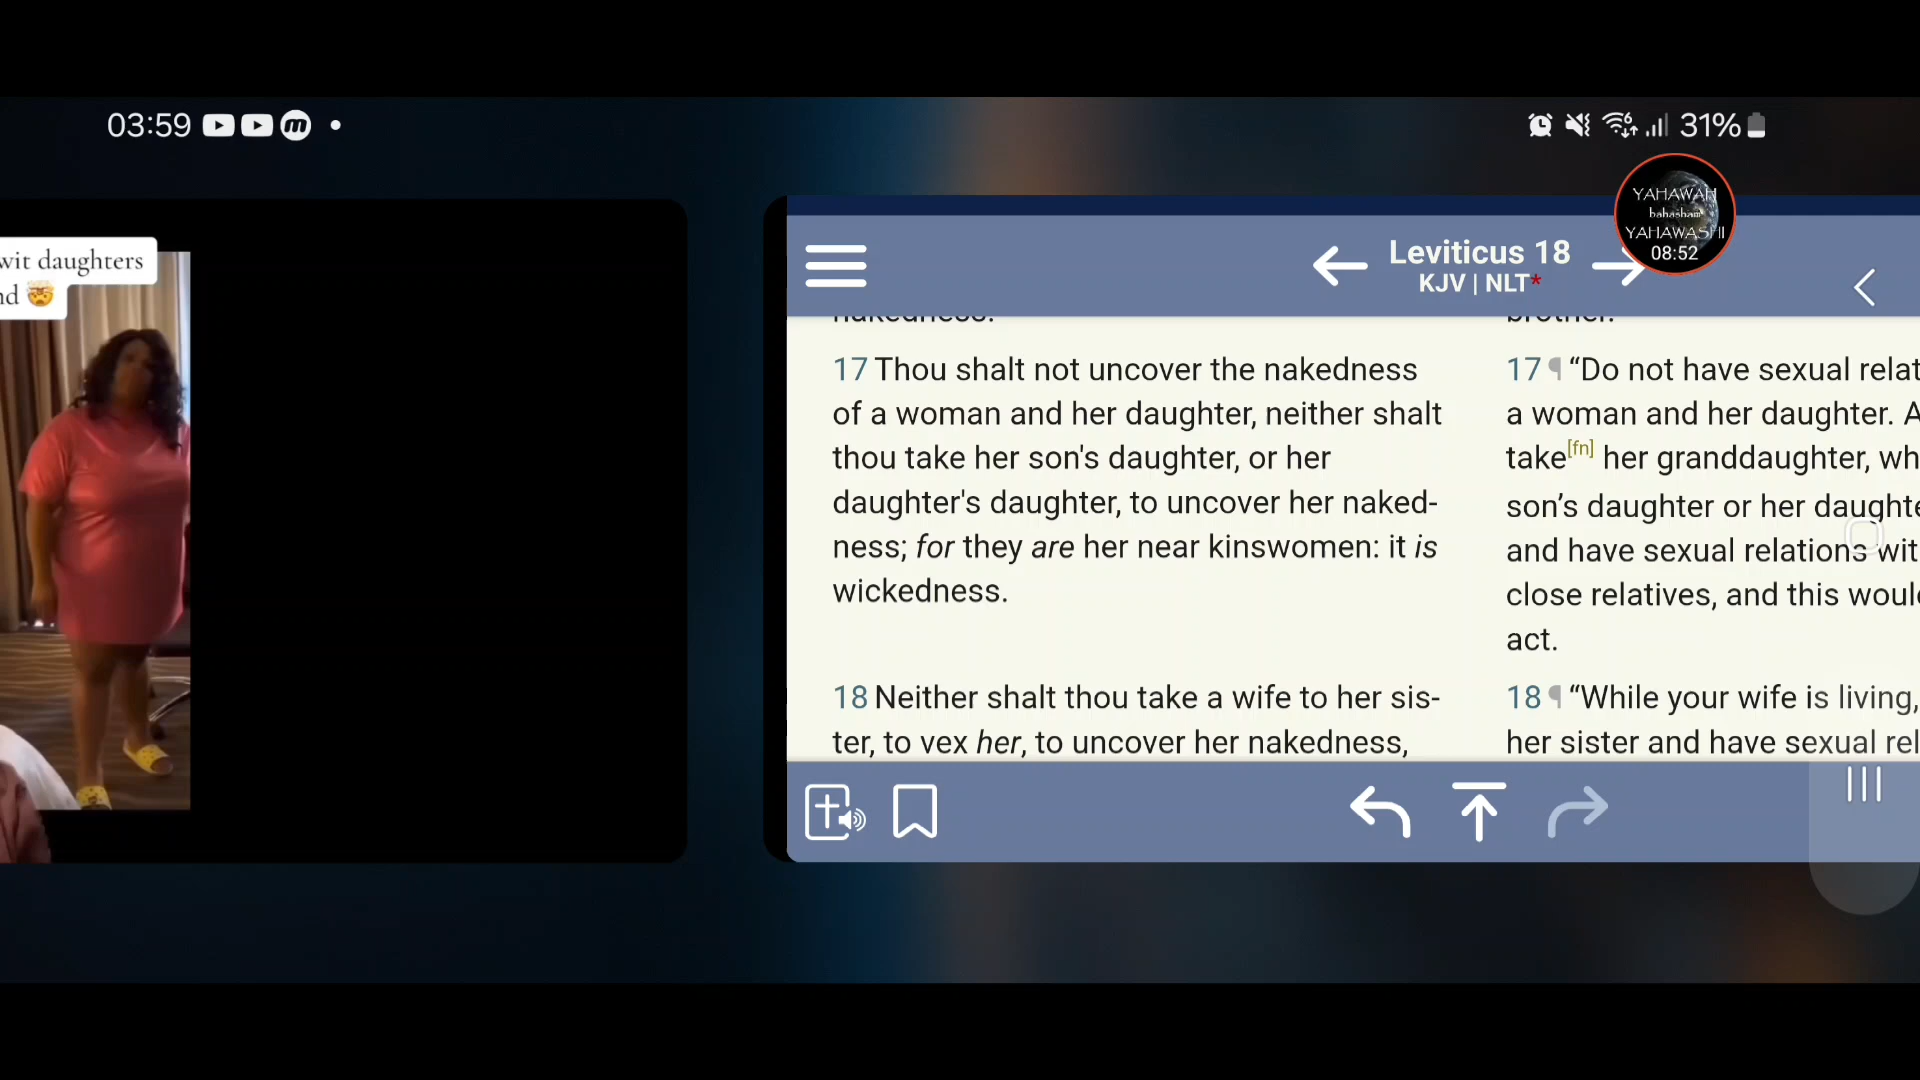 03:59
31%
wit daughters
nd 🤯
YAHAWAH
bahasham
YAHAWASHI
08:52
Leviticus 18
KJV | NLT*
nakedness.
17 Thou shalt not uncover the nakedness
of a woman and her daughter, neither shalt
thou take her son's daughter, or her
daughter's daughter, to uncover her naked-
ness; for they are her near kinswomen: it is
wickedness.
18 Neither shalt thou take a wife to her sis-
ter, to vex her, to uncover her nakedness,
brother.
17 ¶ “Do not have sexual relat
a woman and her daughter. A
take[fn] her granddaughter, wh
son’s daughter or her daughte
and have sexual relations wit
close relatives, and this woul
act.
18 ¶ “While your wife is living,
her sister and have sexual rel